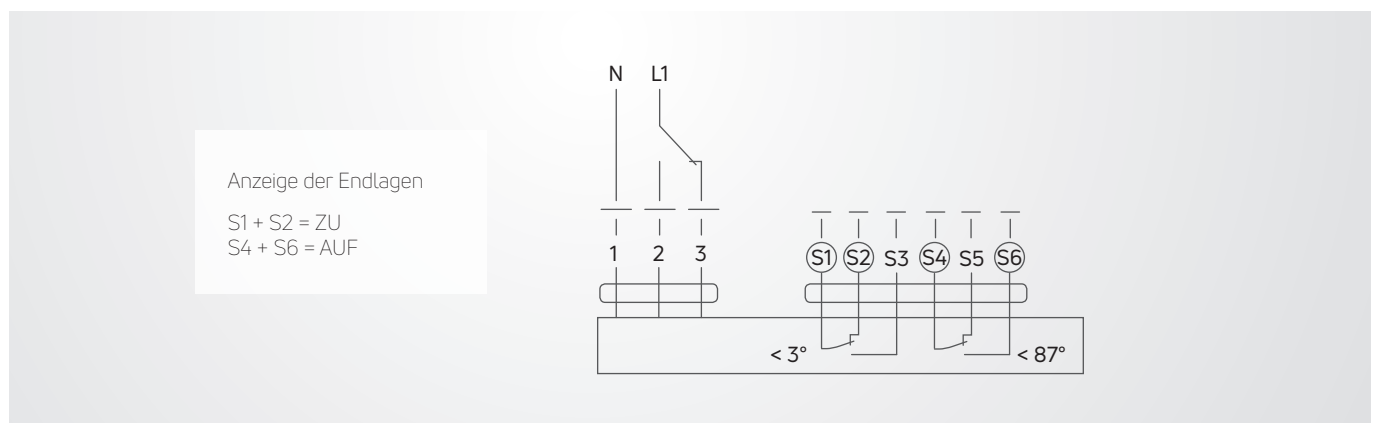 N L1
Anzeige der Endlagen
S1 + S2 = ZU
S4 + S6 = AUF
1 2 3
S1 S2 S3 S4 S5 S6
< 3°
< 87°